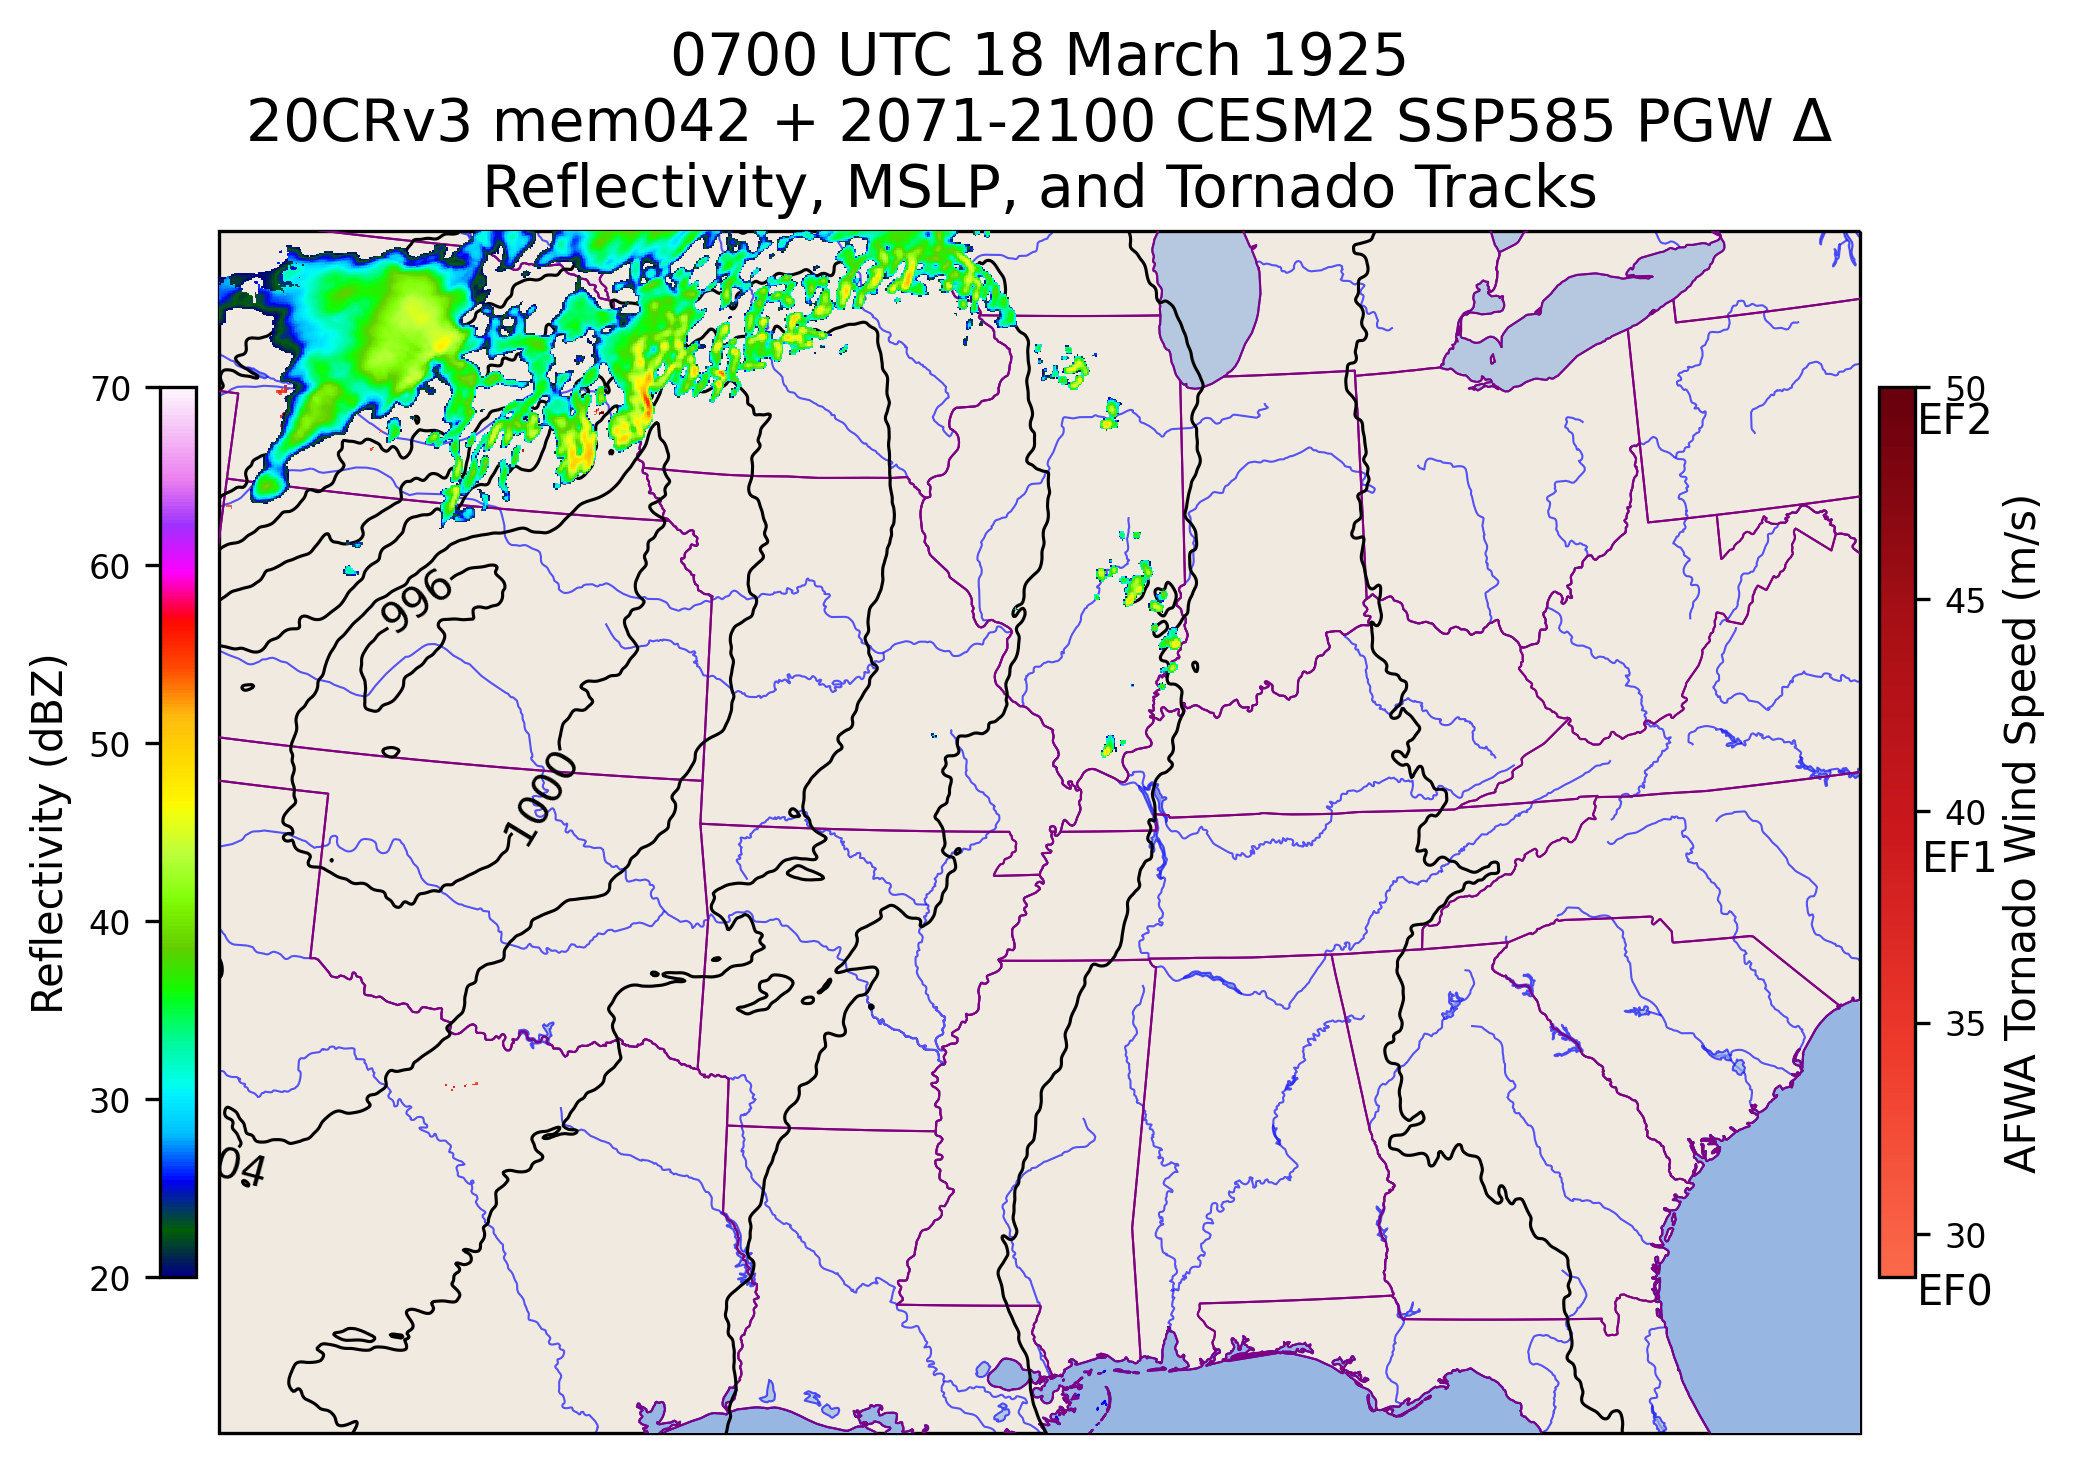 0700 UTC 18 March 1925
20CRv3 mem042 + 2071-2100 CESM2 SSP585 PGW Δ
Reflectivity, MSLP, and Tornado Tracks
Reflectivity (dBZ)
70
60
50
40
30
20
996
1000
04
50
EF2
45
40
EF1
35
30
EF0
AFWA Tornado Wind Speed (m/s)